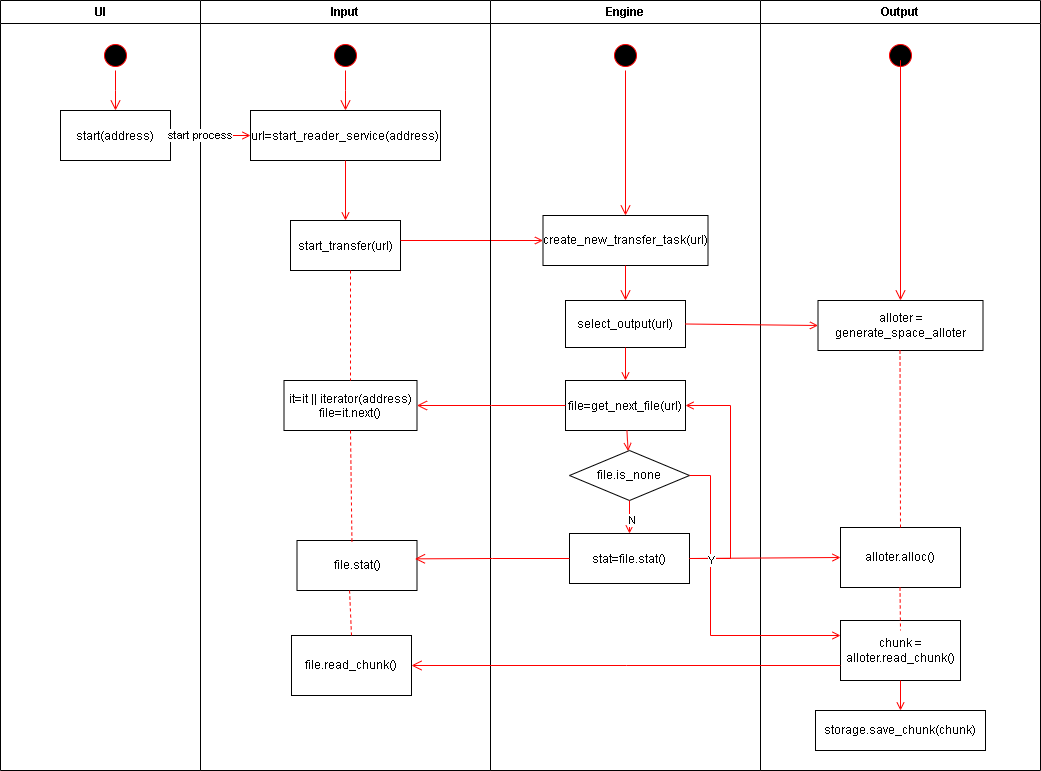 UI
Input
Engine
Output
start(address)
start process
url=start_reader_service(address)
start_transfer(url)
create_new_transfer_task(url)
select_output(url)
alloter =
generate_space_alloter
it=it || iterator(address)
file=it.next()
file=get_next_file(url)
file.is_none
N
file.stat()
stat=file.stat()
Y
alloter.alloc()
file.read_chunk()
chunk =
alloter.read_chunk()
storage.save_chunk(chunk)